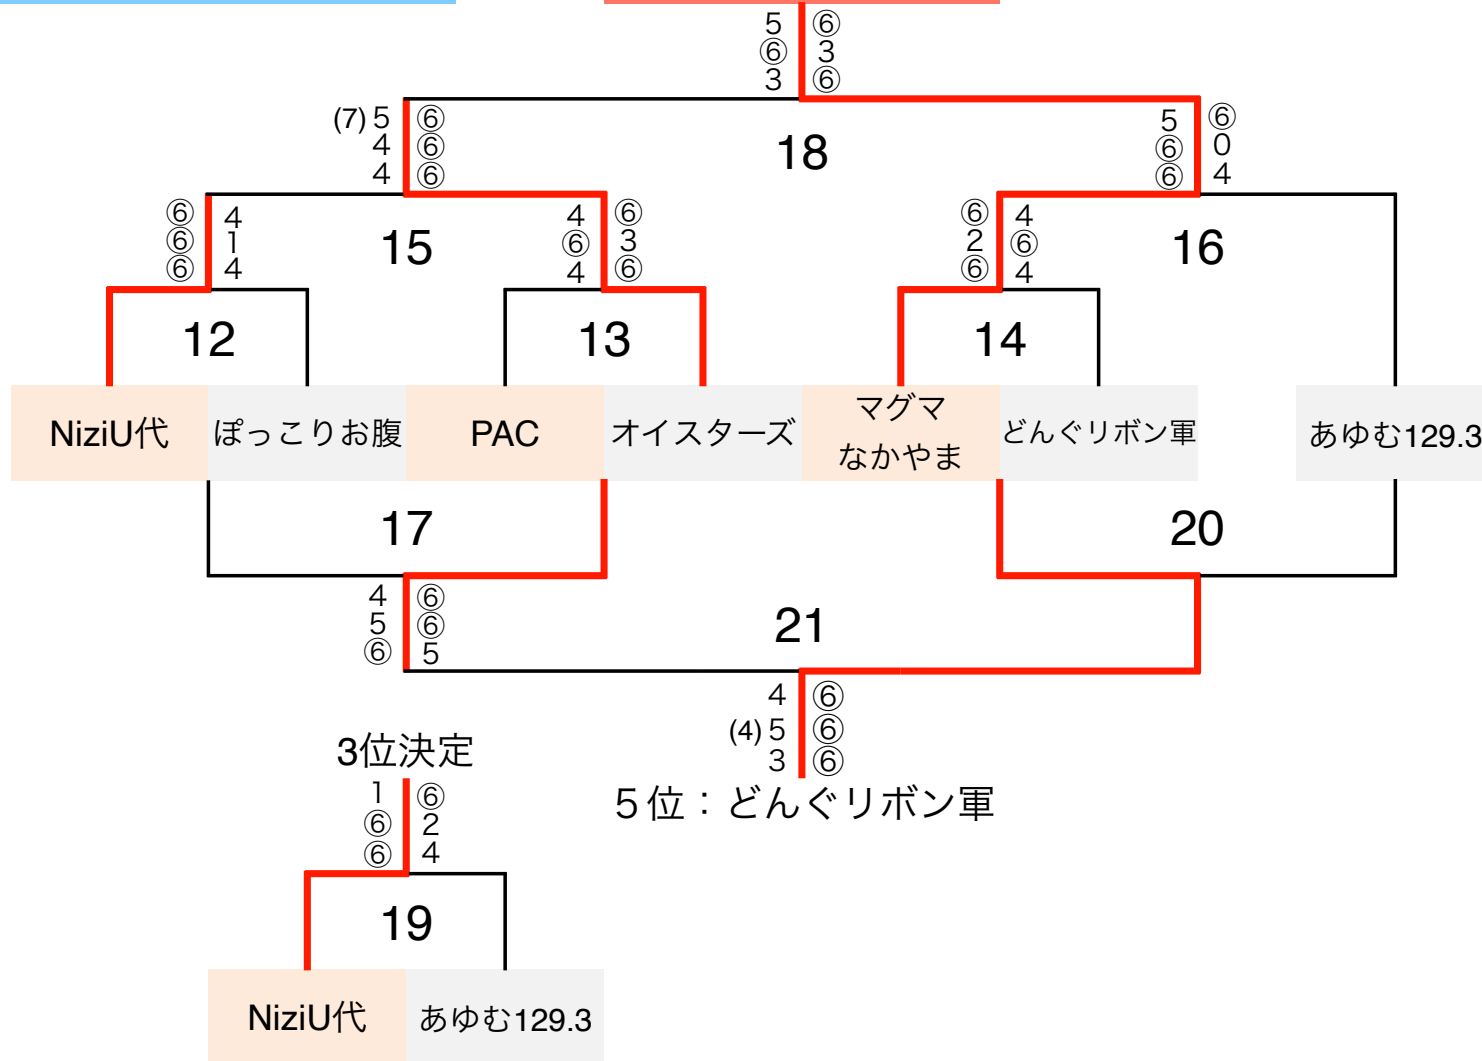 5 ⑥
⑥ 3
3 ⑥
(7) 5 ⑥
4 ⑥
4 ⑥
18
5 ⑥
⑥ 0
⑥ 4
⑥ 4
⑥ 1
⑥ 4
15
4 ⑥
⑥ 3
4 ⑥
⑥ 4
2 ⑥
⑥ 4
16
12
13
14
NiziU代
ぽっこりお腹
PAC
オイスターズ
マグマ
なかやま
どんぐリボン軍
あゆむ129.3
17
20
4 ⑥
5 ⑥
⑥ 5
21
4 ⑥
(4) 5 ⑥
3 ⑥
3位決定
5位：どんぐリボン軍
1 ⑥
⑥ 2
⑥ 4
19
NiziU代
あゆむ129.3